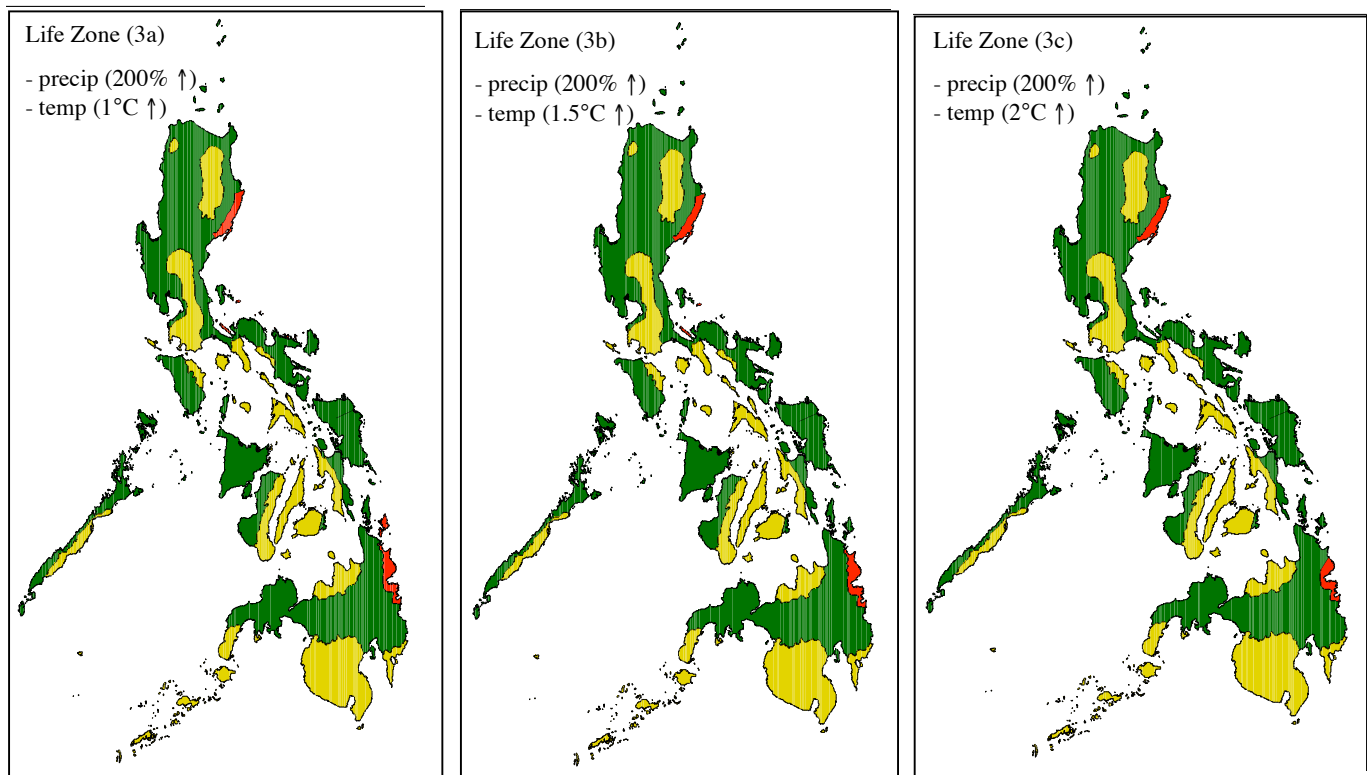 Life Zone (3a)
- precip (200% ↑)
- temp (1°C ↑)
Life Zone (3b)
- precip (200% ↑)
- temp (1.5°C ↑)
Life Zone (3c)
- precip (200% ↑)
- temp (2°C ↑)